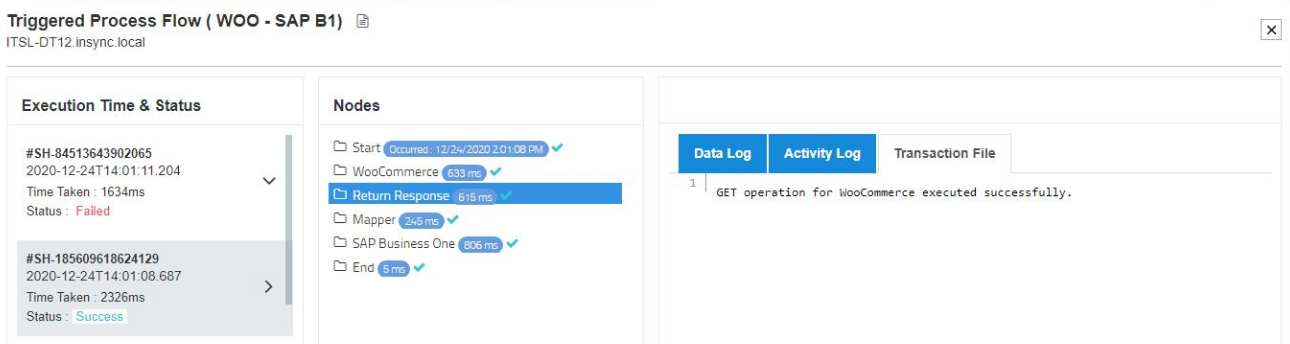 Triggered Process Flow ( WOO - SAP B1)
ITSL-DT12.insync.local
Execution Time & Status
#SH-84513643902065
2020-12-24T14:01:11.204
Time Taken : 1634ms
Status : Failed
#SH-185609618624129
2020-12-24T14:01:08.687
Time Taken : 2326ms
Status : Success
Nodes
Start Occurred : 12/24/2020 2:01:08 PM
WooCommerce 633 ms
Return Response 615 ms
Mapper 245 ms
SAP Business One 806 ms
End 5 ms
Data Log Activity Log Transaction File
1 GET operation for WooCommerce executed successfully.